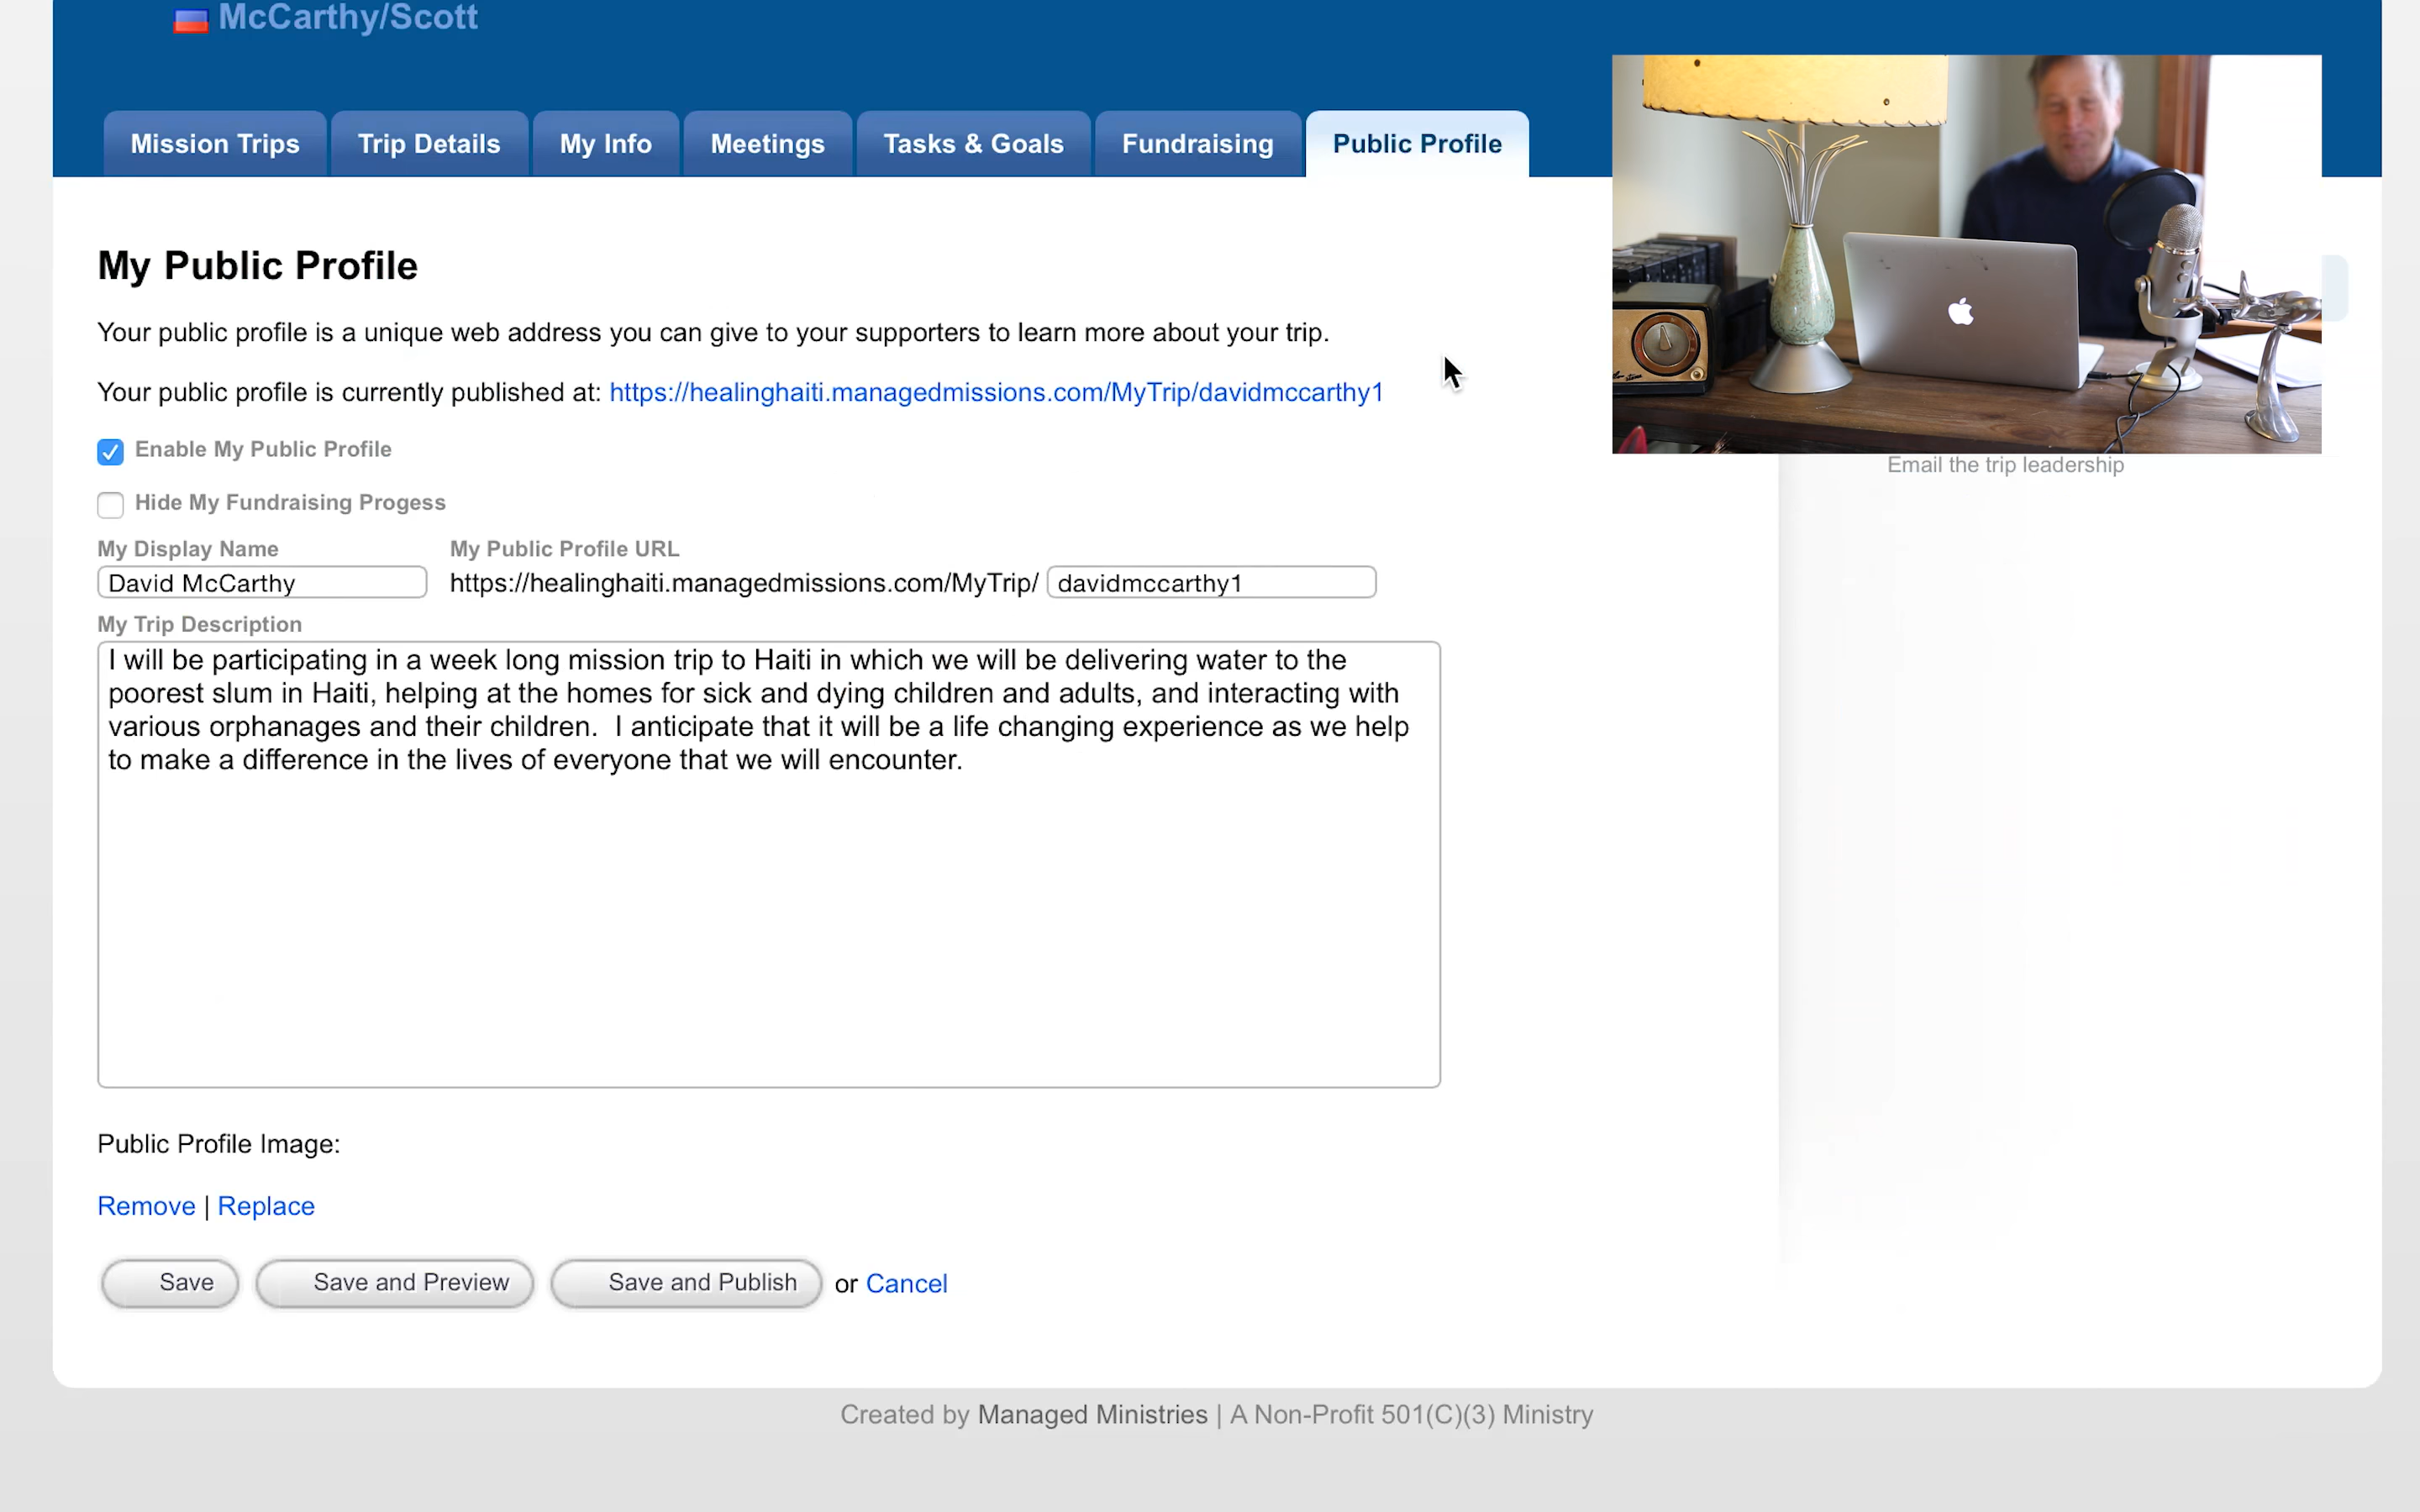 McCarthy/Scott
Mission Trips
Trip Details
My Info
Meetings
Tasks & Goals
Fundraising
Public Profile
My Public Profile
Your public profile is a unique web address you can give to your supporters to learn more about your trip.
Your public profile is currently published at: https://healinghaiti.managedmissions.com/MyTrip/davidmccarthy1
Enable My Public Profile
Hide My Fundraising Progess
My Display Name
My Public Profile URL
David McCarthy
https://healinghaiti.managedmissions.com/MyTrip/ davidmccarthy1
My Trip Description
I will be participating in a week long mission trip to Haiti in which we will be delivering water to the
poorest slum in Haiti, helping at the homes for sick and dying children and adults, and interacting with
various orphanages and their children.  I anticipate that it will be a life changing experience as we help
to make a difference in the lives of everyone that we will encounter.
Email the trip leadership
Public Profile Image:
Remove | Replace
Save
Save and Preview
Save and Publish
or Cancel
Created by Managed Ministries | A Non-Profit 501(C)(3) Ministry